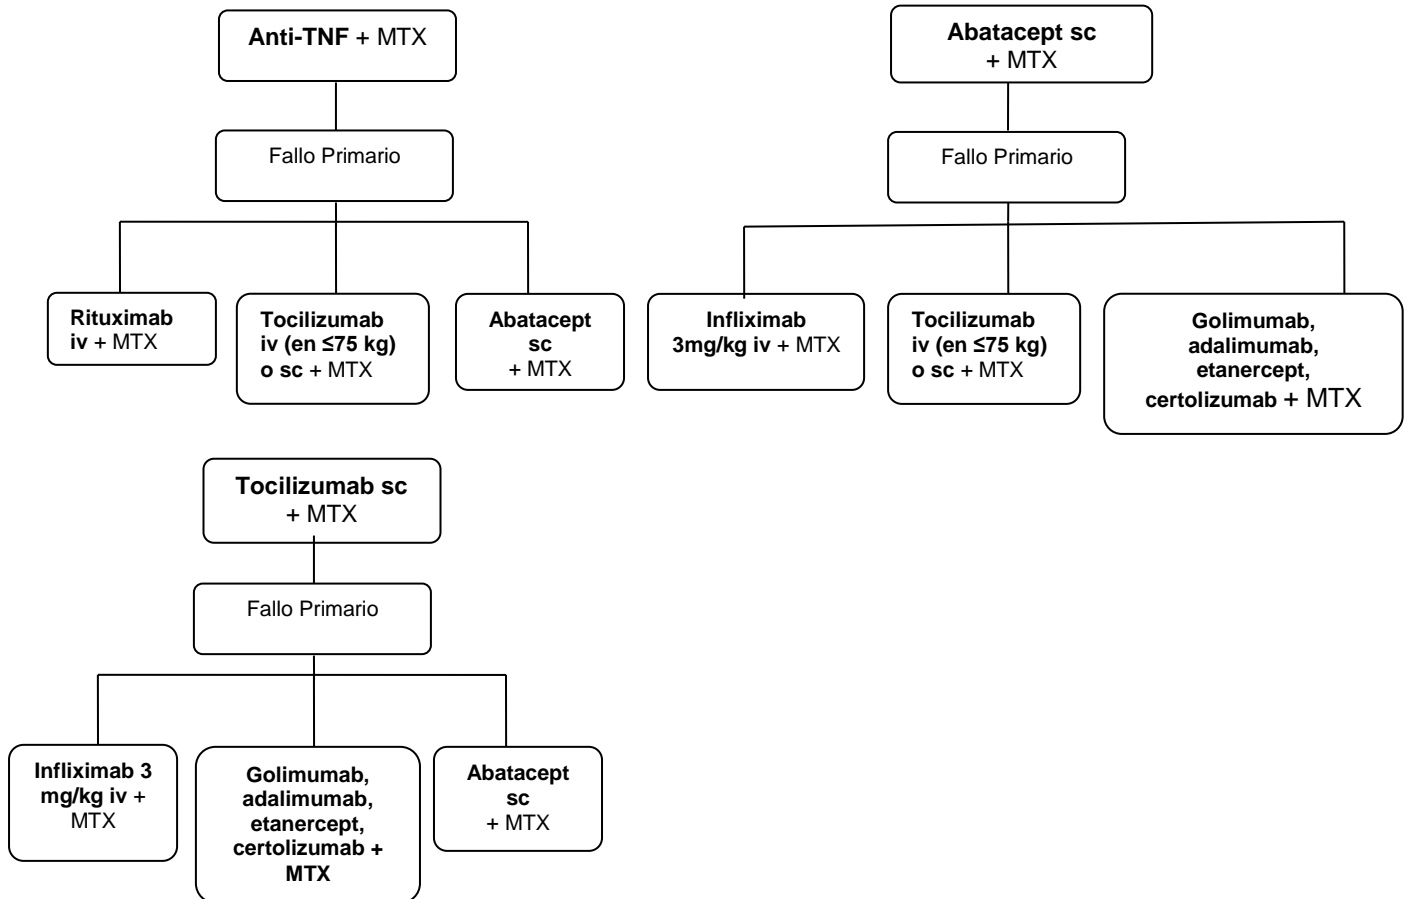 Anti-TNF + MTX
Fallo Primario
Rituximab
iv + MTX
Tocilizumab
iv (en ≤75 kg)
o sc + MTX
Abatacept
sc
+ MTX
Abatacept sc
+ MTX
Fallo Primario
Infliximab
3mg/kg iv + MTX
Tocilizumab
iv (en ≤75 kg)
o sc + MTX
Golimumab,
adalimumab,
etanercept,
certolizumab + MTX
Tocilizumab sc
+ MTX
Fallo Primario
Infliximab 3
mg/kg iv +
MTX
Golimumab,
adalimumab,
etanercept,
certolizumab +
MTX
Abatacept
sc
+ MTX